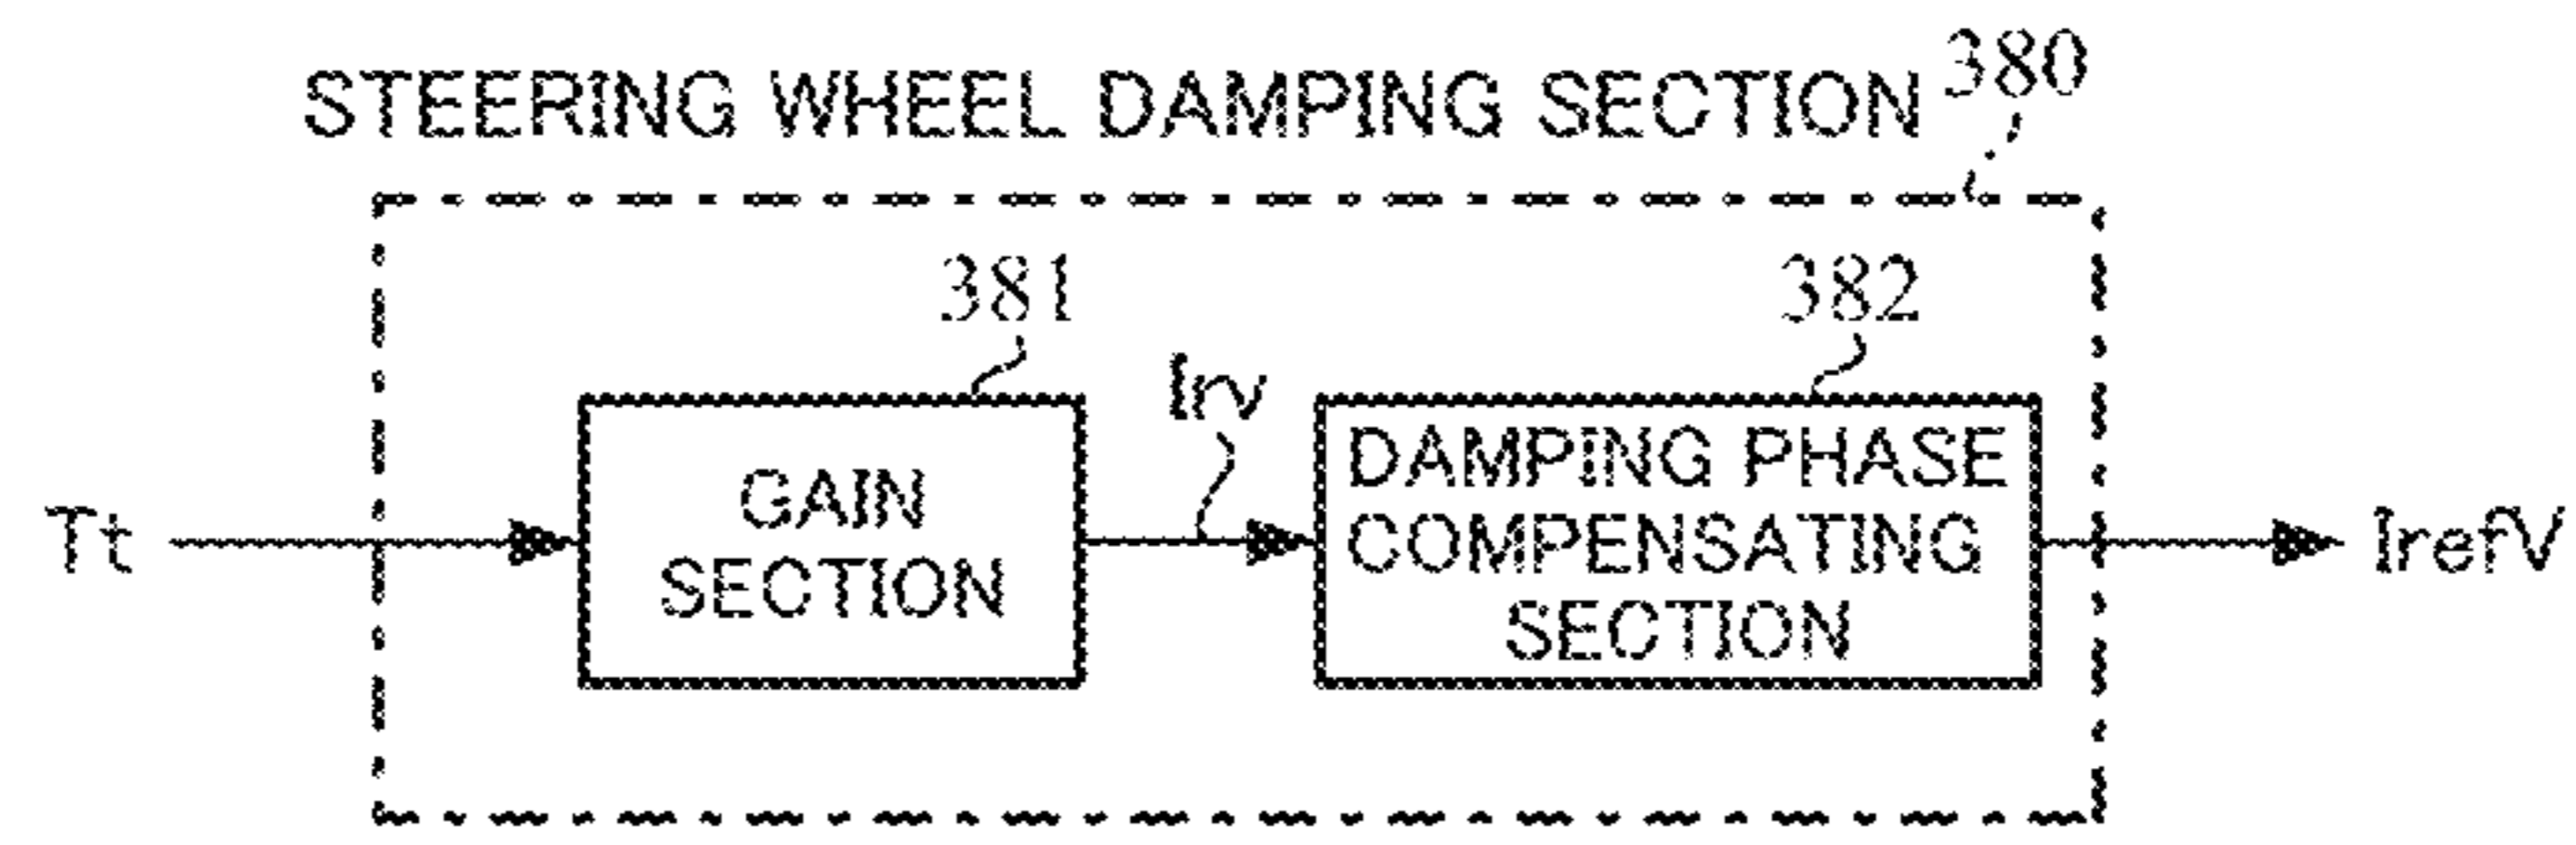 STEERING WHEEL DAMPING SECTION 380
381
382
Irv
GAIN
SECTION
DAMPING PHASE
COMPENSATING
SECTION
Tt
IrefV